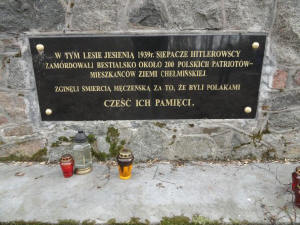 W TYM LESIE JESIENIĄ 1939r. SIEPACZE HITLEROWSCY
ZAMORDOWALI BESTIALSKO OKOŁO 200 POLSKICH PATRIOTÓW-
MIESZKAŃCÓW ZIEMI CHEŁMIŃSKIEJ.
ZGINĘLI ŚMIERCIĄ MĘCZEŃSKĄ ZA TO, ŻE BYLI POLAKAMI
CZEŚĆ ICH PAMIĘCI.